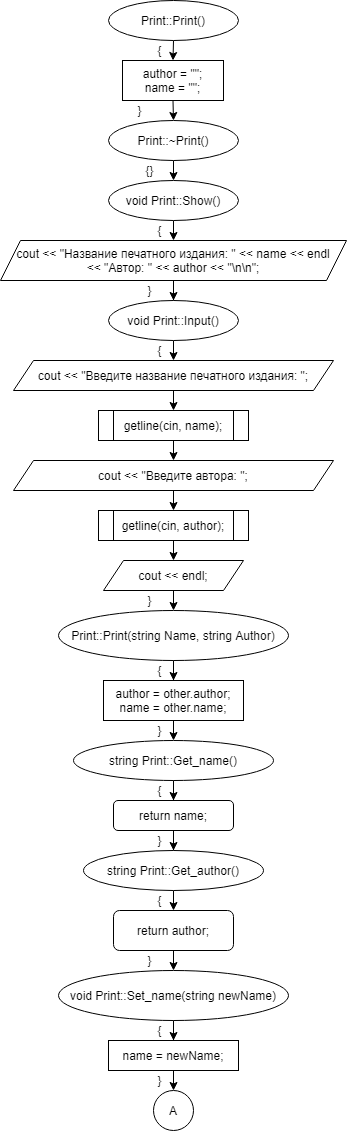 Print::Print()
{
author = "";
name = "";
}
Print::~Print()
{}
void Print::Show()
{
cout << "Название печатного издания: " << name << endl
<< "Автор: " << author << "\n\n";
}
void Print::Input()
{
cout << "Введите название печатного издания: ";
getline(cin, name);
cout << "Введите автора: ";
getline(cin, author);
cout << endl;
}
Print::Print(string Name, string Author)
{
author = other.author;
name = other.name;
}
string Print::Get_name()
{
return name;
}
string Print::Get_author()
{
return author;
}
void Print::Set_name(string newName)
{
name = newName;
}
A